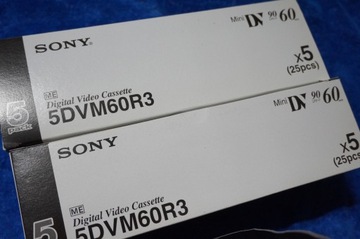 SONY®
Mini DV 90 60
x5
(25pcs)
5
pack
ME
Digital Video Cassette
5DVM60R3
SONY
Mini DV 90 60
x5
(25pcs)
5
ME
Digital Video Cassette
5DVM60R3